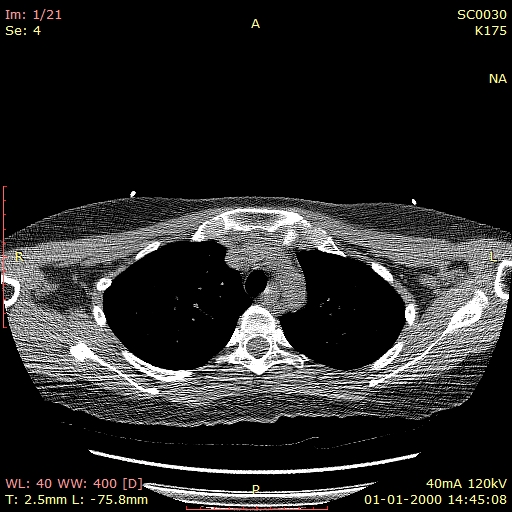 Im: 1/21
Se: 4
A
SC0030
K175
NA
R
L
WL: 40 WW: 400 [D]
T: 2.5mm L: -75.8mm
P
40mA 120kV
01-01-2000 14:45:08